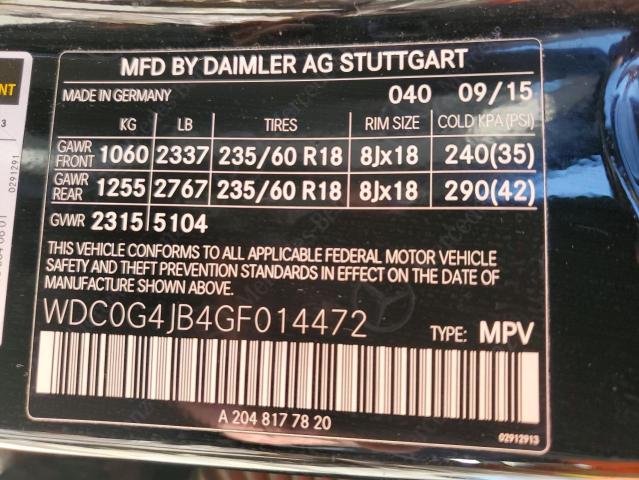 MFD BY DAIMLER AG STUTTGART
MADE IN GERMANY 040 09/15
KG LB TIRES RIM SIZE COLD KPA(PSI)
GAWR FRONT 1060 2337 235/60 R18 8Jx18 240(35)
GAWR REAR 1255 2767 235/60 R18 8Jx18 290(42)
GVWR 2315 5104
THIS VEHICLE CONFORMS TO ALL APPLICABLE FEDERAL MOTOR VEHICLE
SAFETY AND THEFT PREVENTION STANDARDS IN EFFECT ON THE DATE OF
MANUFACTURE SHOWN ABOVE.
WDC0G4JB4GF014472 TYPE: MPV
A 204 817 78 20
02912913
02912911